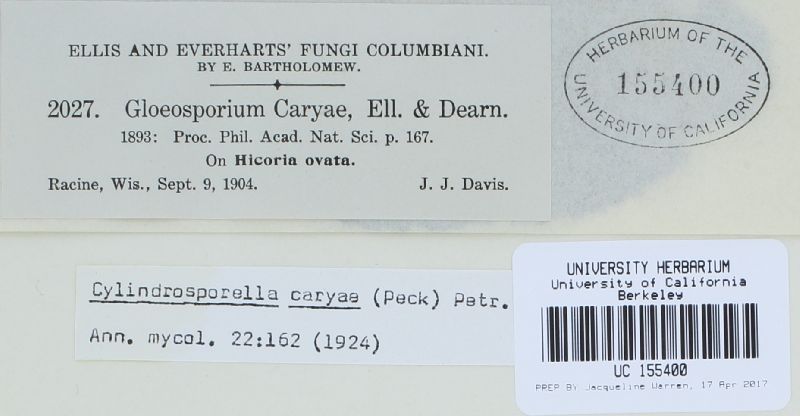 ELLIS AND EVERHARTS' FUNGI COLUMBIANI.
BY E. BARTHOLOMEW.
2027. Gloeosporium Caryae, Ell. & Dearn.
1893: Proc. Phil. Acad. Nat. Sci. p. 167.
On Hicoria ovata.
Racine, Wis., Sept. 9, 1904. J. J. Davis.
HERBARIUM OF THE
155400
UNIVERSITY OF CALIFORNIA
Cylindrosporella caryae (Peck) Petr.
Ann. mycol. 22:162 (1924)
UNIVERSITY HERBARIUM
University of California
Berkeley
UC 155400
PREP BY Jacqueline Warren, 17 Apr 2017